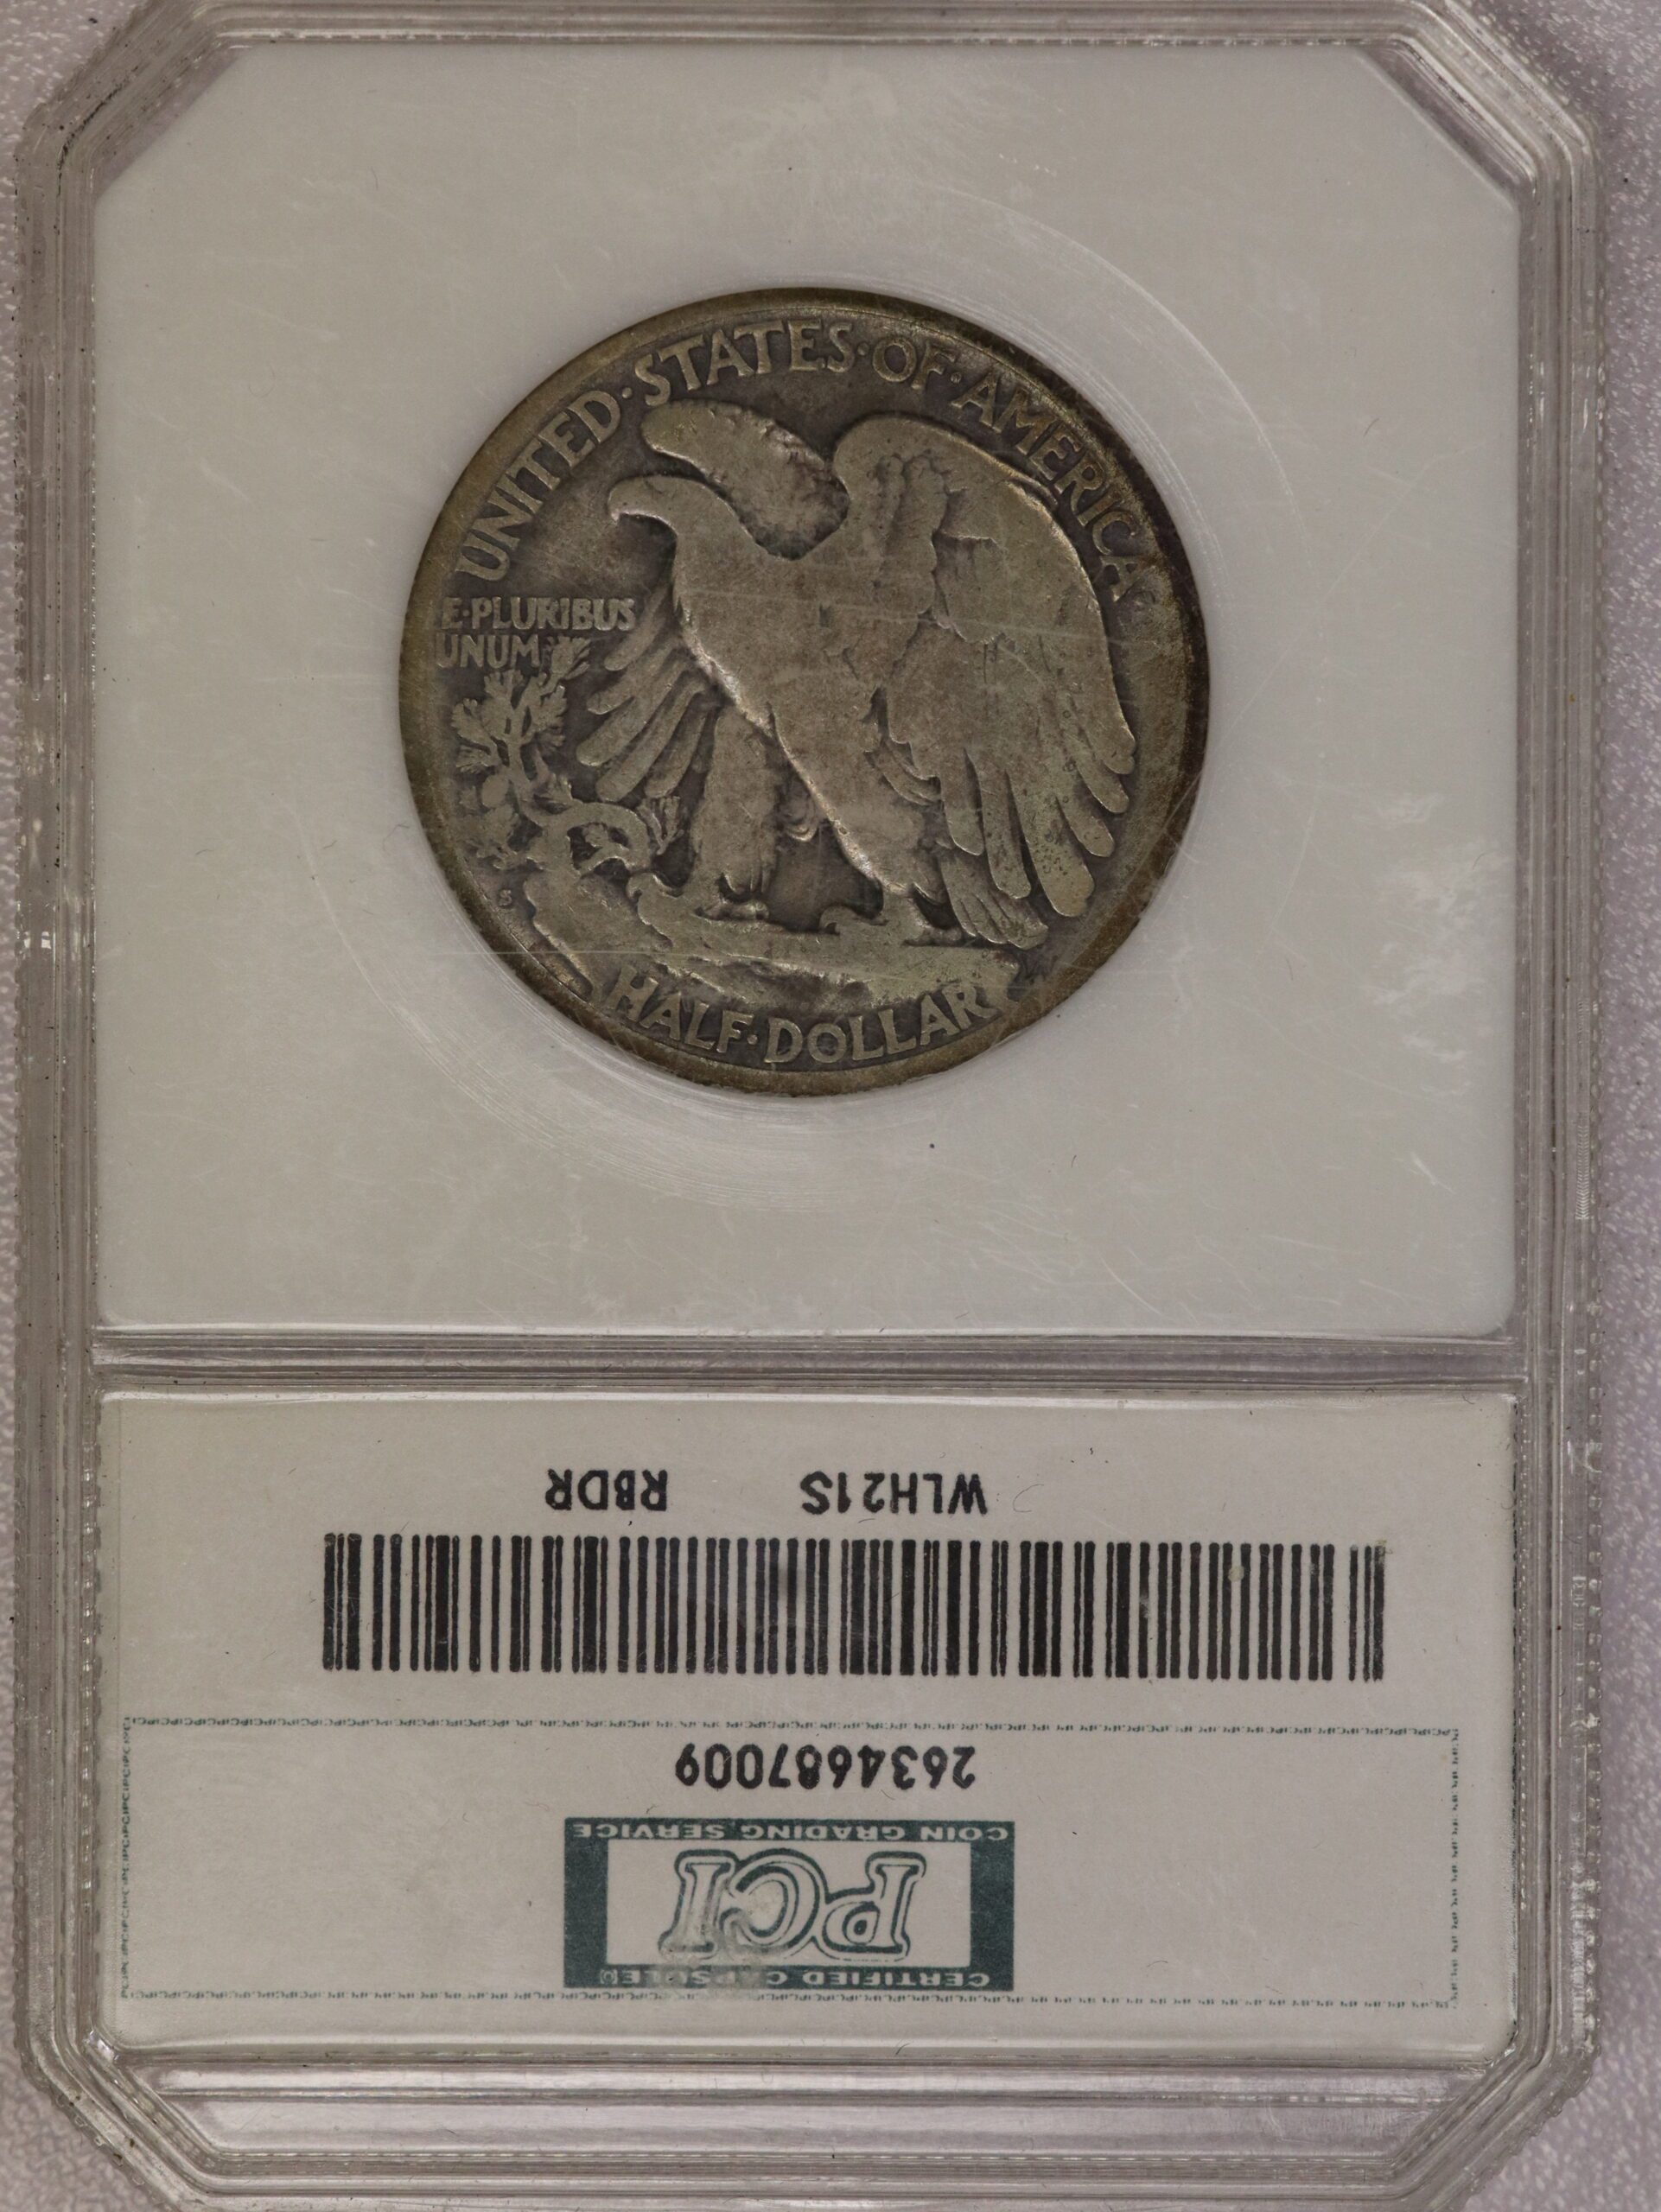 UNITED·STATES·OF·AMERICA
E·PLURIBUS
UNUM
S
HALF·DOLLAR
WLH21S RBDR
2634687009
COIN GRADING SERVICE
PCI
CERTIFIED CAPSULE